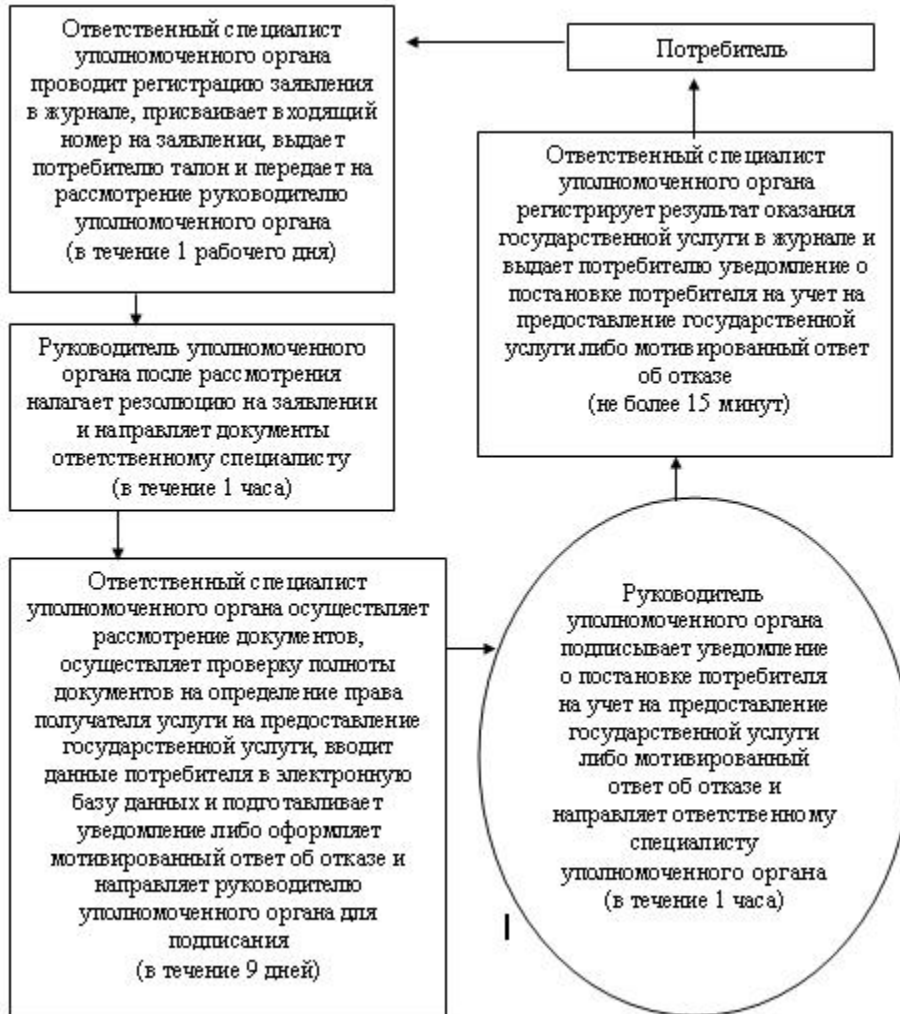 Ответственный специалист
уполномоченного органа
проводит регистрацию заявления
в журнале, присваивает входящий
номер на заявлении, выдает
потребителю талон и передает на
рассмотрение руководителю
уполномоченного органа
(в течение 1 рабочего дня)
Потребитель
Ответственный специалист
уполномоченного органа
регистрирует результат оказания
государственной услуги в журнале и
выдает потребителю уведомление о
постановке потребителя на учет на
предоставление государственной
услуги либо мотивированный ответ
об отказе
(не более 15 минут)
Руководитель уполномоченного
органа после рассмотрения
налагает резолюцию на заявлении
и направляет документы
ответственному специалисту
(в течение 1 часа)
Ответственный специалист
уполномоченного органа осуществляет
рассмотрение документов,
осуществляет проверку полноты
документов на определение права
получателя услуги на предоставление
государственной услуги, вводит
данные потребителя в электронную
базу данных и подготавливает
уведомление либо оформляет
мотивированный ответ об отказе и
направляет руководителю
уполномоченного органа для
подписания
(в течение 9 дней)
Руководитель
уполномоченного органа
подписывает уведомление
о постановке потребителя
на учет на предоставление
государственной услуги
либо мотивированный
ответ об отказе и
направляет ответственному
специалисту
уполномоченного органа
(в течение 1 часа)